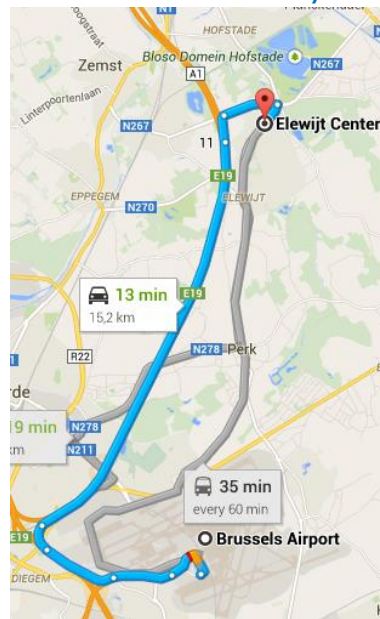 N1
HOFSTADE
Bloso Domein Hofstade
Zemst
A1
Linterpoortenlaan
N267
N267
Elewijt Center
11
E19
EPPEGEM
ELEWIJT
N270
13 min
E19
15,2 km
N278
Perk
R22
rde
N278
19 min
km
N211
35 min
every 60 min
Brussels Airport
E19
DIEGEM